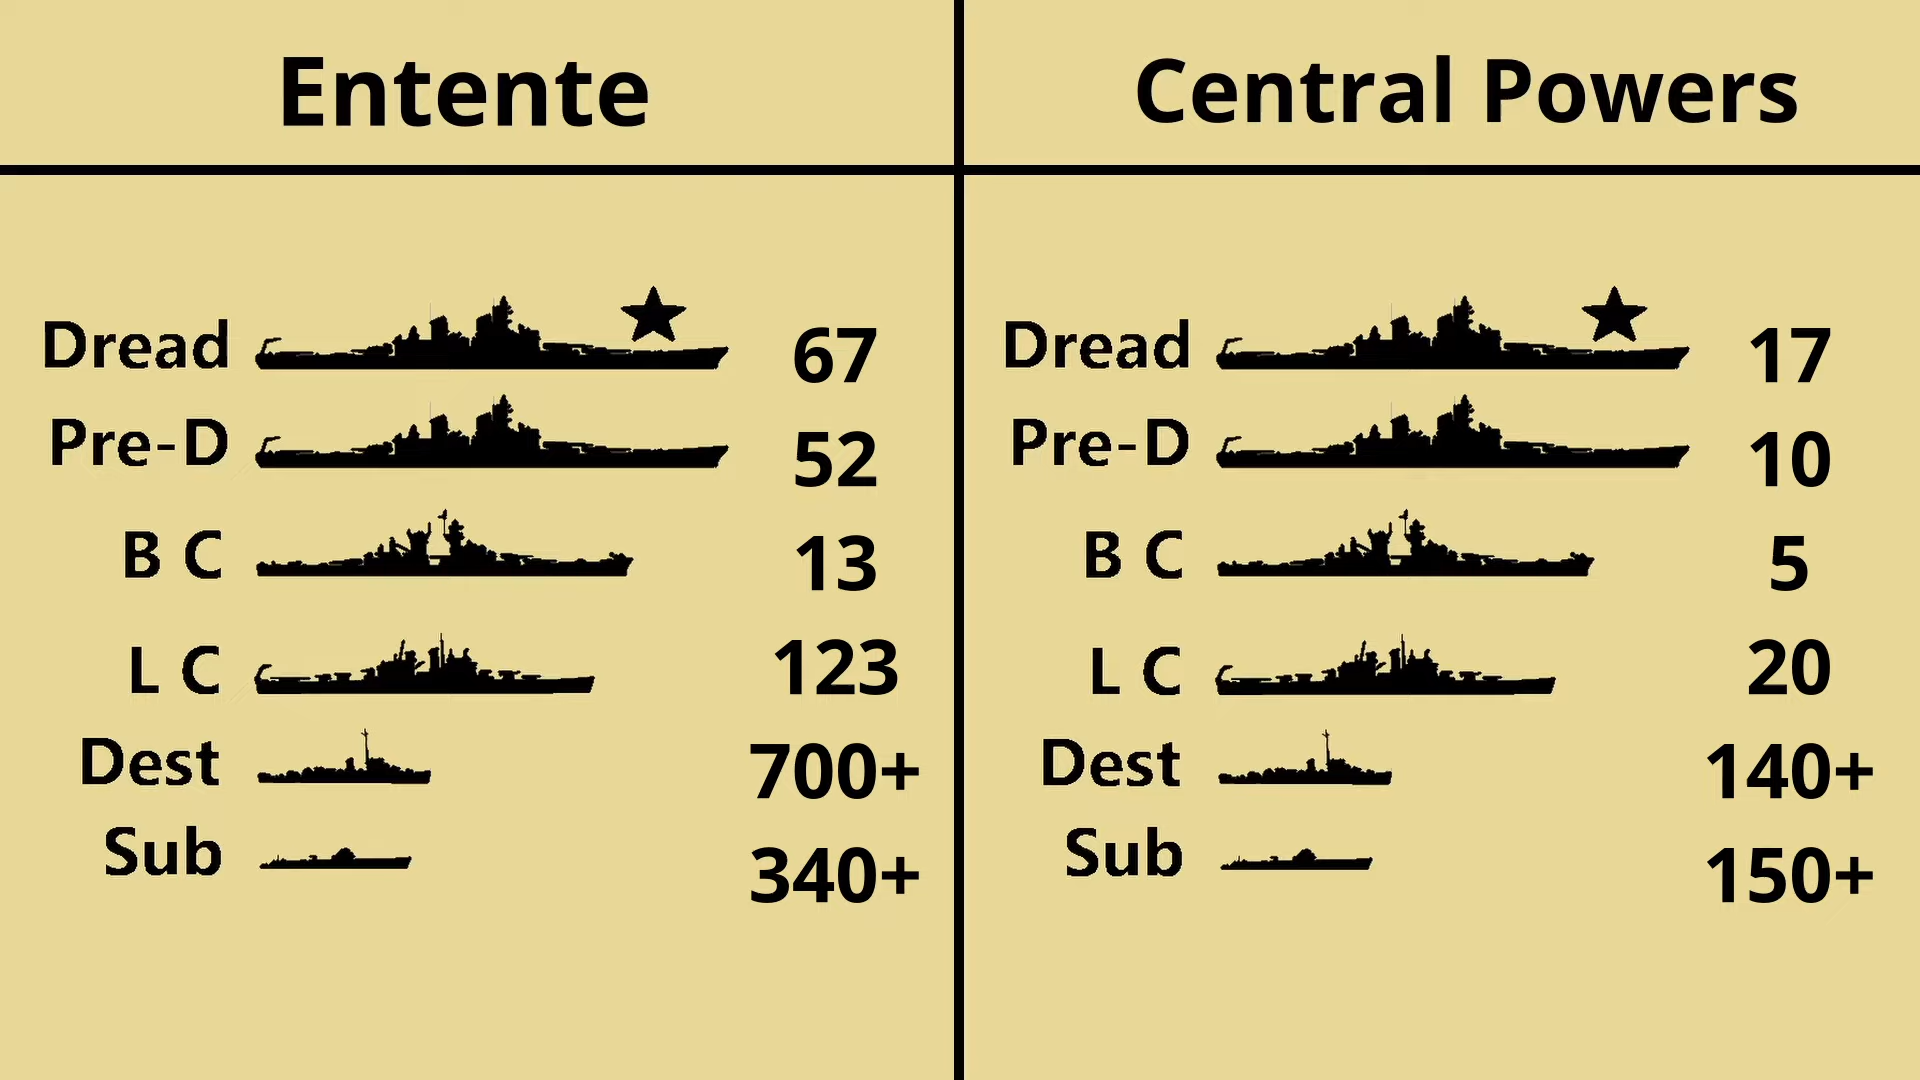 Entente
Dread 67
Pre-D 52
B C 13
L C 123
Dest 700+
Sub 340+
Central Powers
Dread 17
Pre-D 10
B C 5
L C 20
Dest 140+
Sub 150+